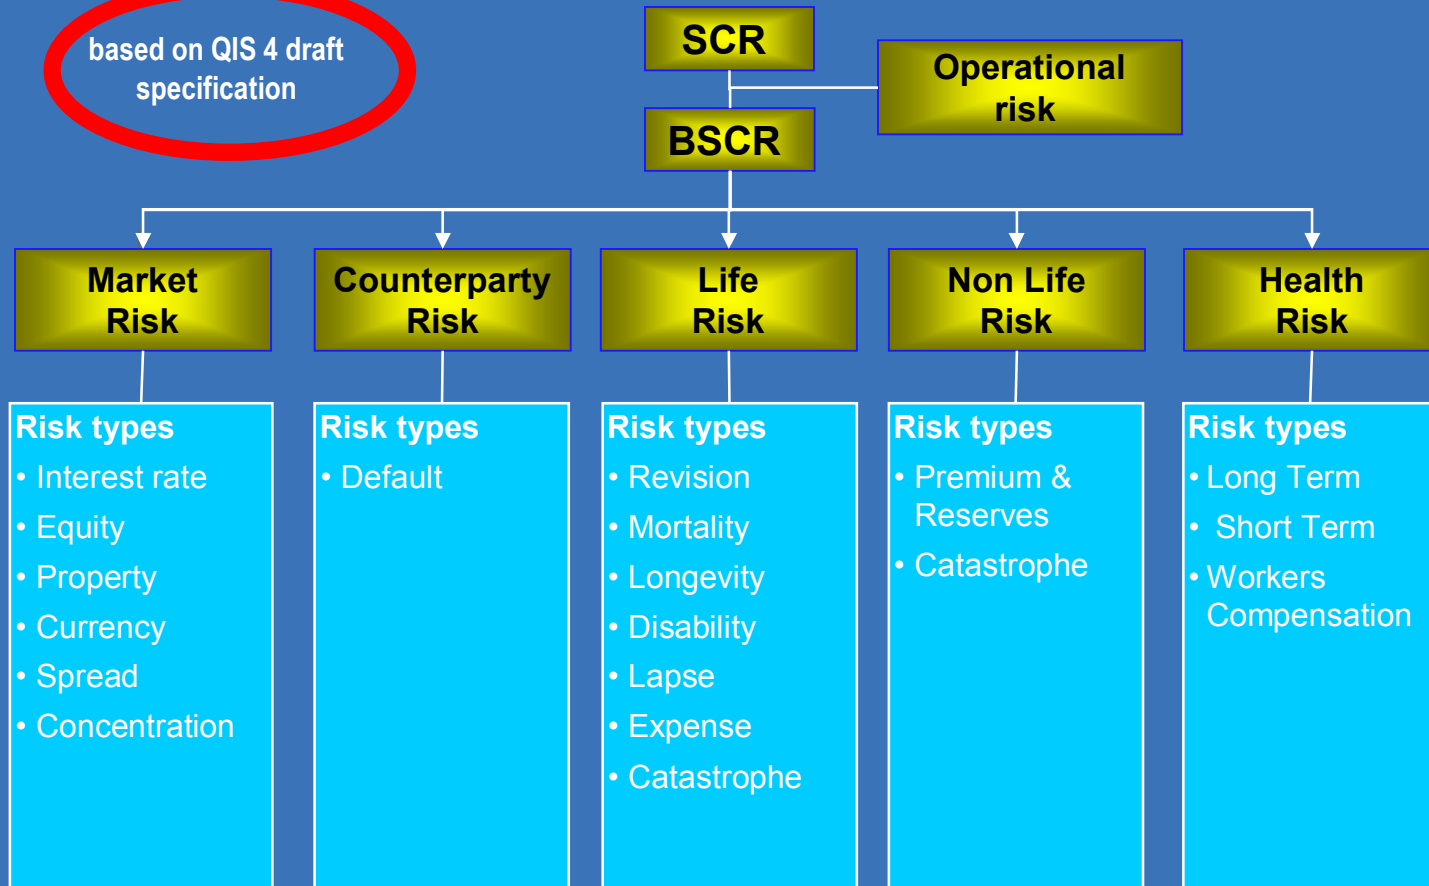 based on QIS 4 draft
specification
SCR
Operational
risk
BSCR
Market
Risk
Counterparty
Risk
Life
Risk
Non Life
Risk
Health
Risk
Risk types
• Interest rate
• Equity
• Property
• Currency
• Spread
• Concentration
Risk types
• Default
Risk types
• Revision
• Mortality
• Longevity
• Disability
• Lapse
• Expense
• Catastrophe
Risk types
• Premium &
Reserves
• Catastrophe
Risk types
• Long Term
• Short Term
• Workers
Compensation